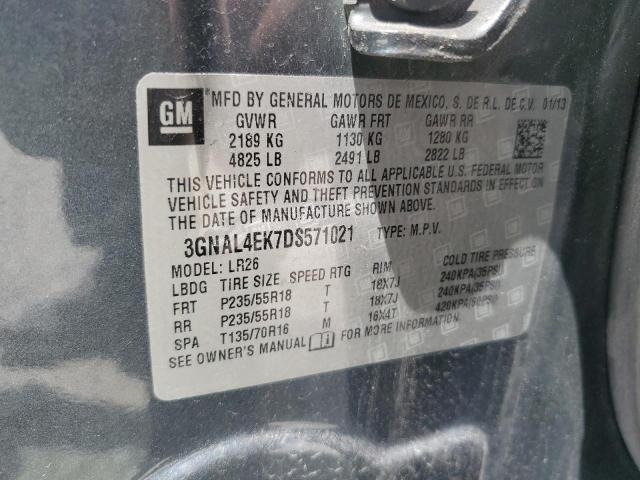 GM
*MFD BY GENERAL MOTORS DE MEXICO, S. DE R.L. DE C.V. 01/13
GVWR GAWR FRT GAWR RR
2189 KG 1130 KG 1280 KG
4825 LB 2491 LB 2822 LB
THIS VEHICLE CONFORMS TO ALL APPLICABLE U.S. FEDERAL MOTOR
VEHICLE SAFETY AND THEFT PREVENTION STANDARDS IN EFFECT ON
THE DATE OF MANUFACTURE SHOWN ABOVE.
3GNAL4EK7DS571021 TYPE: M.P.V.
MODEL: LR26
LBDG TIRE SIZE SPEED RTG RIM COLD TIRE PRESSURE
FRT P235/55R18 T 18X7J 240KPA(35PSI)
RR P235/55R18 T 18X7J 240KPA(35PSI)
SPA T135/70R16 M 16X4T 420KPA(60PSI)
SEE OWNER'S MANUAL FOR MORE INFORMATION.